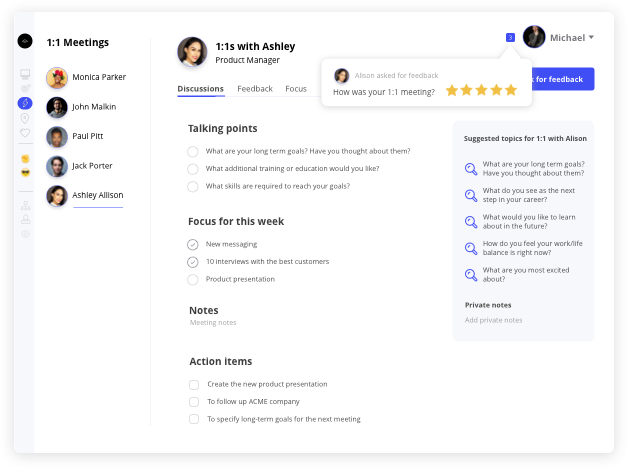 1:1 Meetings
Monica Parker
John Malkin
Paul Pitt
Jack Porter
Ashley Allison
1:1s with Ashley
Product Manager
3
Michael
Alison asked for feedback
How was your 1:1 meeting?
for feedback
Discussions
Feedback
Focus
Talking points
What are your long term goals? Have you thought about them?
What additional training or education would you like?
What skills are required to reach your goals?
Focus for this week
New messaging
10 interviews with the best customers
Product presentation
Notes
Meeting notes
Action items
Create the new product presentation
To follow up ACME company
To specify long-term goals for the next meeting
Suggested topics for 1:1 with Alison
What are your long term goals?
Have you thought about them?
What do you see as the next
step in your career?
What would you like to learn
about in the future?
How do you feel your work/life
balance is right now?
What are you most excited
about?
Private notes
Add private notes